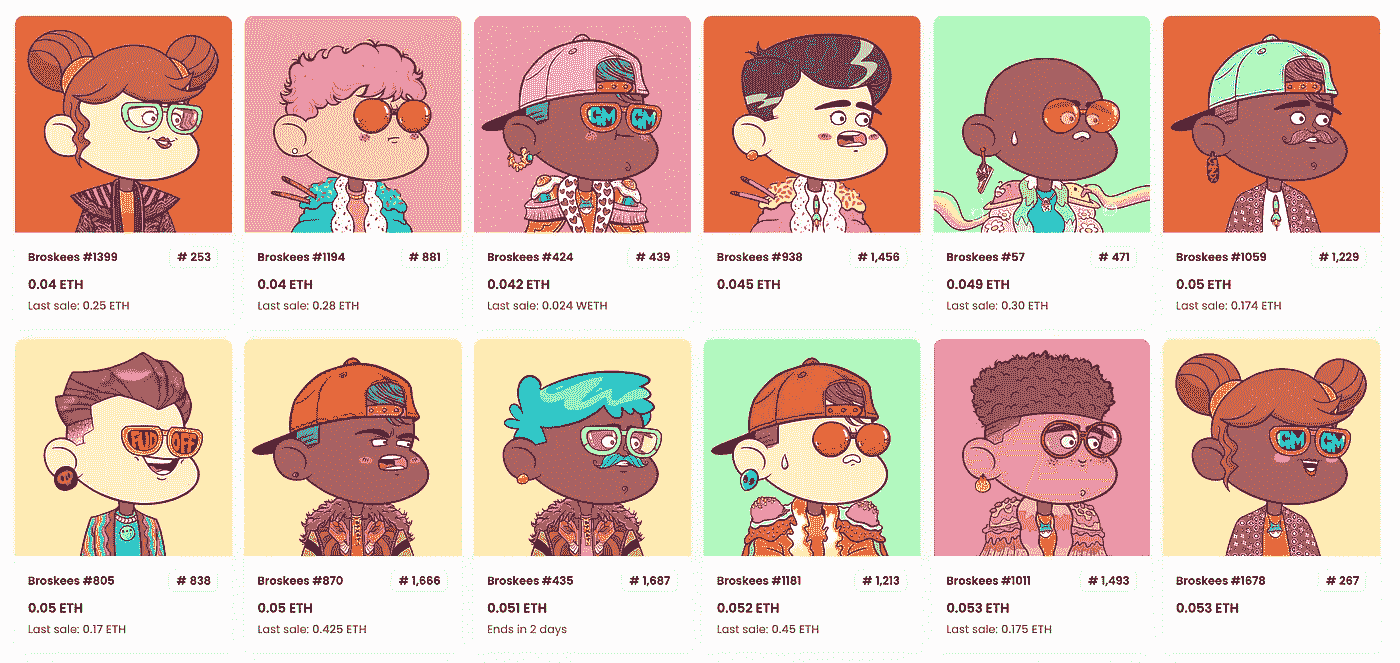 GM GM
Broskees #1399 # 253
0.04 ETH
Last sale: 0.25 ETH
Broskees #1194 # 881
0.04 ETH
Last sale: 0.28 ETH
Broskees #424 # 439
0.042 ETH
Last sale: 0.024 WETH
Broskees #938 # 1,456
0.045 ETH
Broskees #57 # 471
0.049 ETH
Last sale: 0.30 ETH
Broskees #1059 # 1,229
0.05 ETH
Last sale: 0.174 ETH
FUC OFF
GM GM
Broskees #805 # 838
0.05 ETH
Last sale: 0.17 ETH
Broskees #870 # 1,666
0.05 ETH
Last sale: 0.425 ETH
Broskees #435 # 1,687
0.051 ETH
Ends in 2 days
Broskees #1181 # 1,213
0.052 ETH
Last sale: 0.45 ETH
Broskees #1011 # 1,493
0.053 ETH
Last sale: 0.175 ETH
Broskees #1678 # 267
0.053 ETH